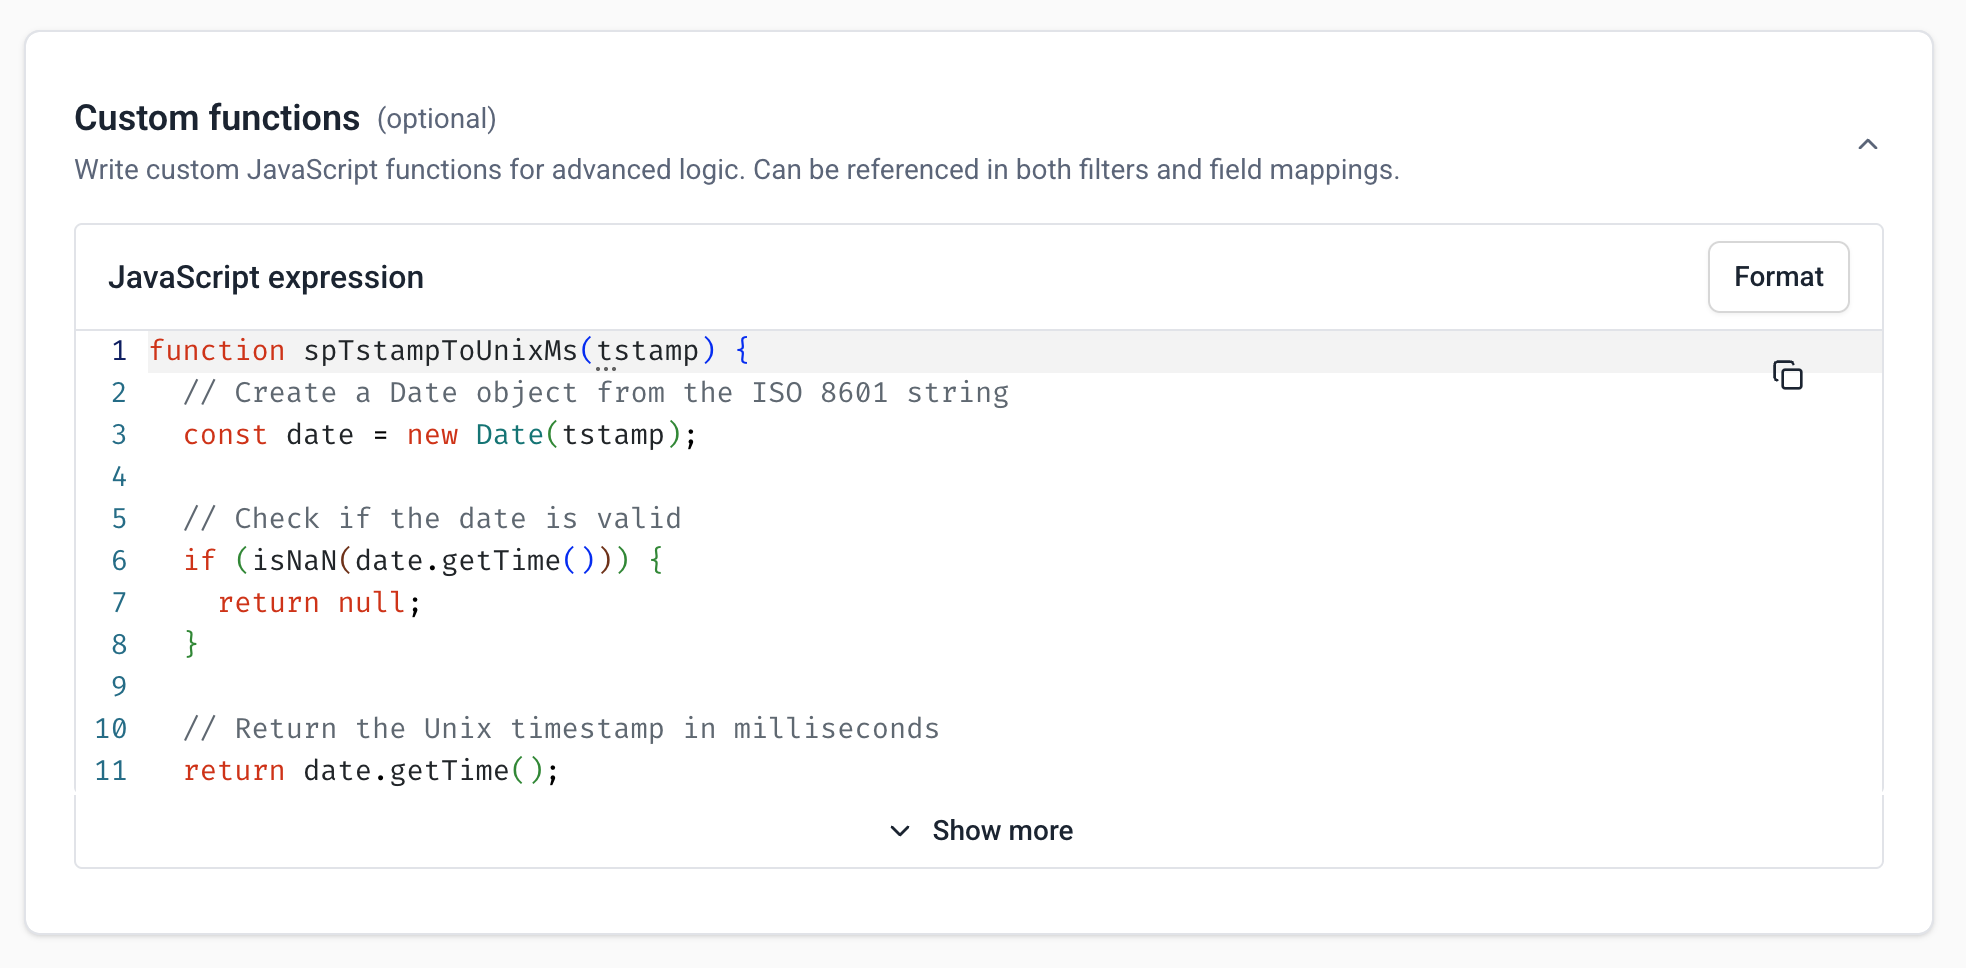 Custom functions (optional)
Write custom JavaScript functions for advanced logic. Can be referenced in both filters and field mappings.
JavaScript expression
Format
1 function spTstampToUnixMs(tstamp) {
2   // Create a Date object from the ISO 8601 string
3   const date = new Date(tstamp);
4
5   // Check if the date is valid
6   if (isNaN(date.getTime())) {
7     return null;
8   }
9
10   // Return the Unix timestamp in milliseconds
11   return date.getTime();
Show more